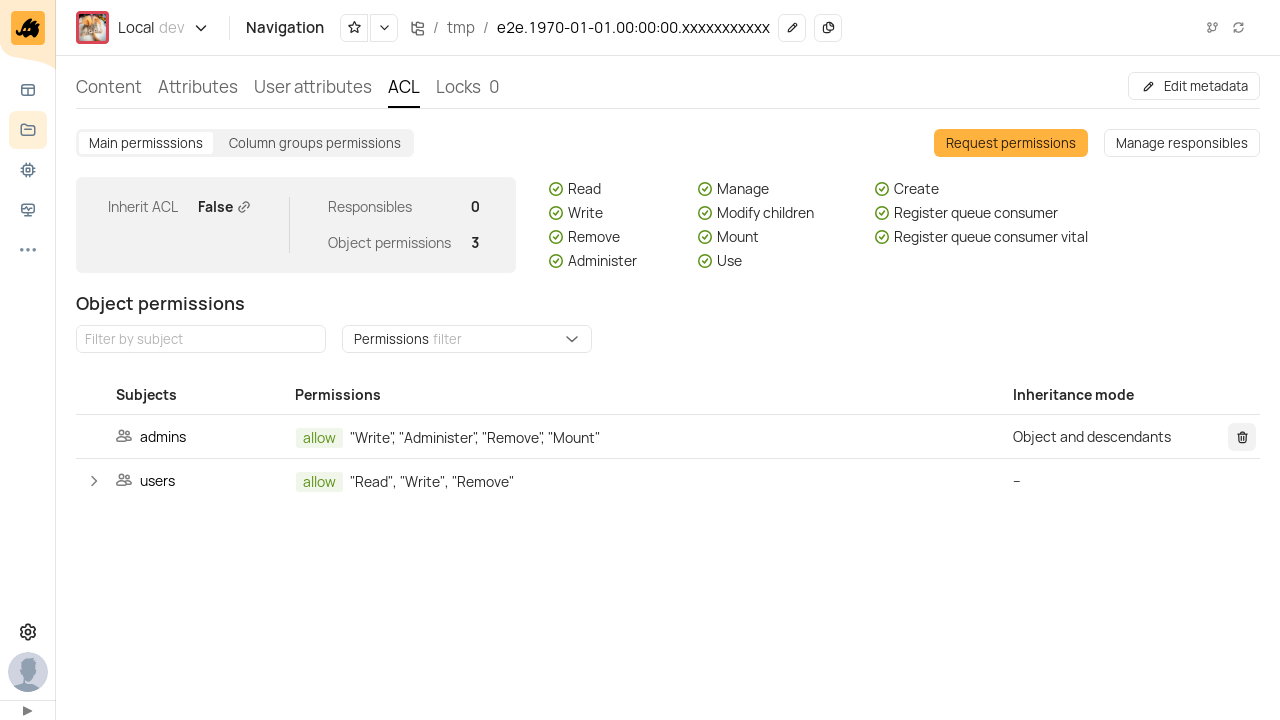 Local dev Navigation / tmp / e2e.1970-01-01.00:00:00.xxxxxxxxxxx
Content Attributes User attributes ACL Locks 0 Edit metadata
Main permisssions Column groups permissions Request permissions Manage responsibles
Inherit ACL False Responsibles 0
Object permissions 3
Read Manage Create
Write Modify children Register queue consumer
Remove Mount Register queue consumer vital
Administer Use
Object permissions
Filter by subject Permissions filter
Subjects Permissions Inheritance mode
admins allow "Write", "Administer", "Remove", "Mount" Object and descendants
users allow "Read", "Write", "Remove" –